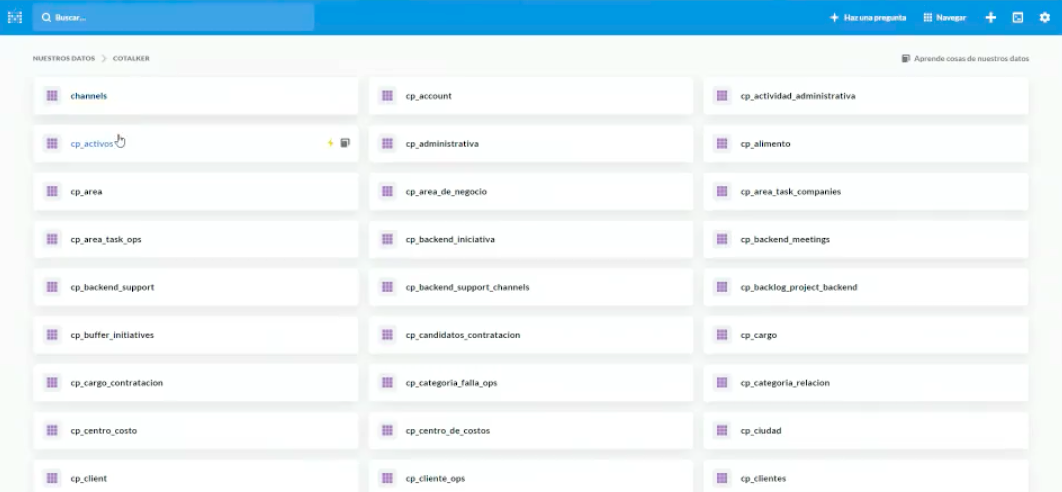 Buscar...
Haz una pregunta
Navegar
NUESTROS DATOS > COTALKER
Aprende cosas de nuestros datos
channels
cp_account
cp_actividad_administrativa
cp_activos
cp_administrativa
cp_alimento
cp_area
cp_area_de_negocio
cp_area_task_companies
cp_area_task_ops
cp_backend_iniciativa
cp_backend_meetings
cp_backend_support
cp_backend_support_channels
cp_backlog_project_backend
cp_buffer_initiatives
cp_candidatos_contratacion
cp_cargo
cp_cargo_contratacion
cp_categoria_falla_ops
cp_categoria_relacion
cp_centro_costo
cp_centro_de_costos
cp_ciudad
cp_client
cp_cliente_ops
cp_clientes